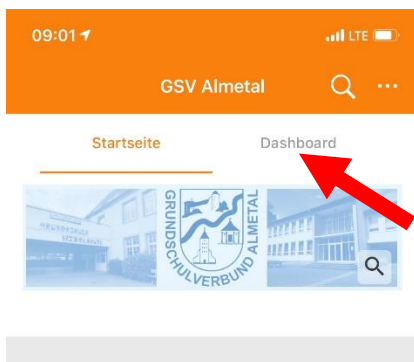 09:01 LTE
GSV Almetal
Startseite Dashboard
GRUNDSCHULVERBUND ALMETAL